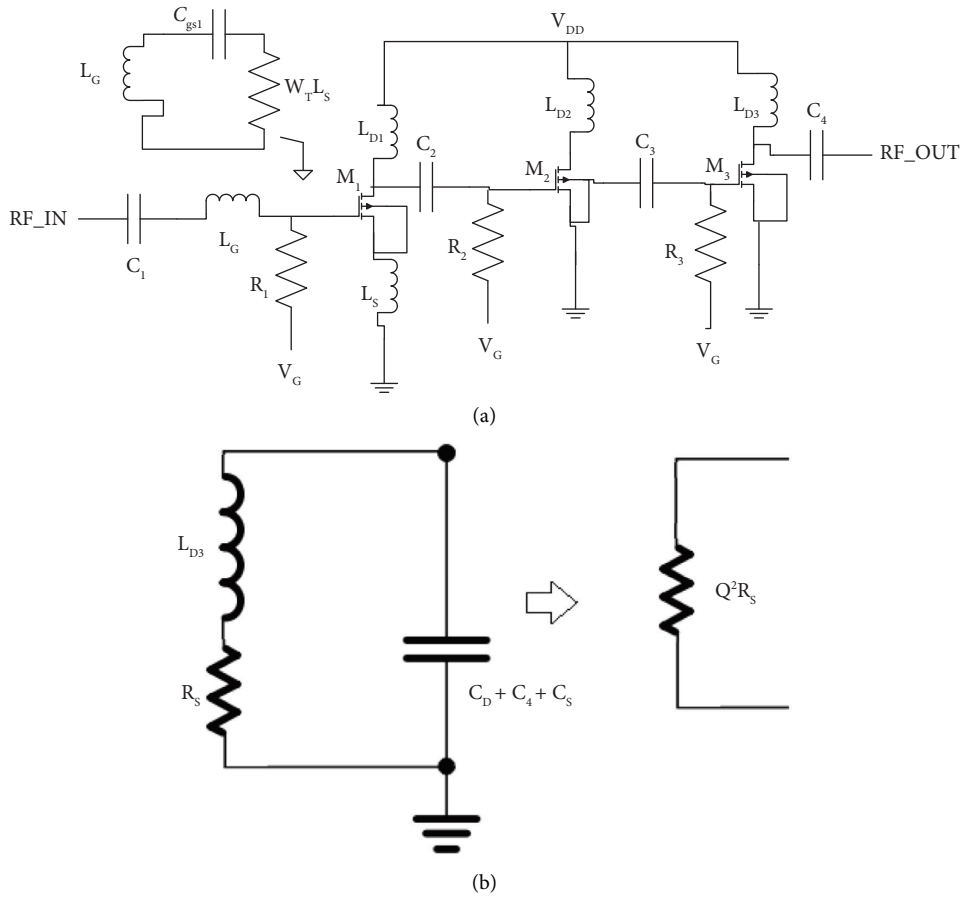 C_gs1
V_DD
L_G
W_T L_S
L_D1
L_D2
L_D3
C_2
C_3
C_4
M_1
M_2
M_3
RF_OUT
RF_IN
C_1
L_G
R_1
R_2
R_3
L_S
V_G
V_G
V_G
(a)
L_D3
R_S
C_D + C_4 + C_S
Q²R_S
(b)